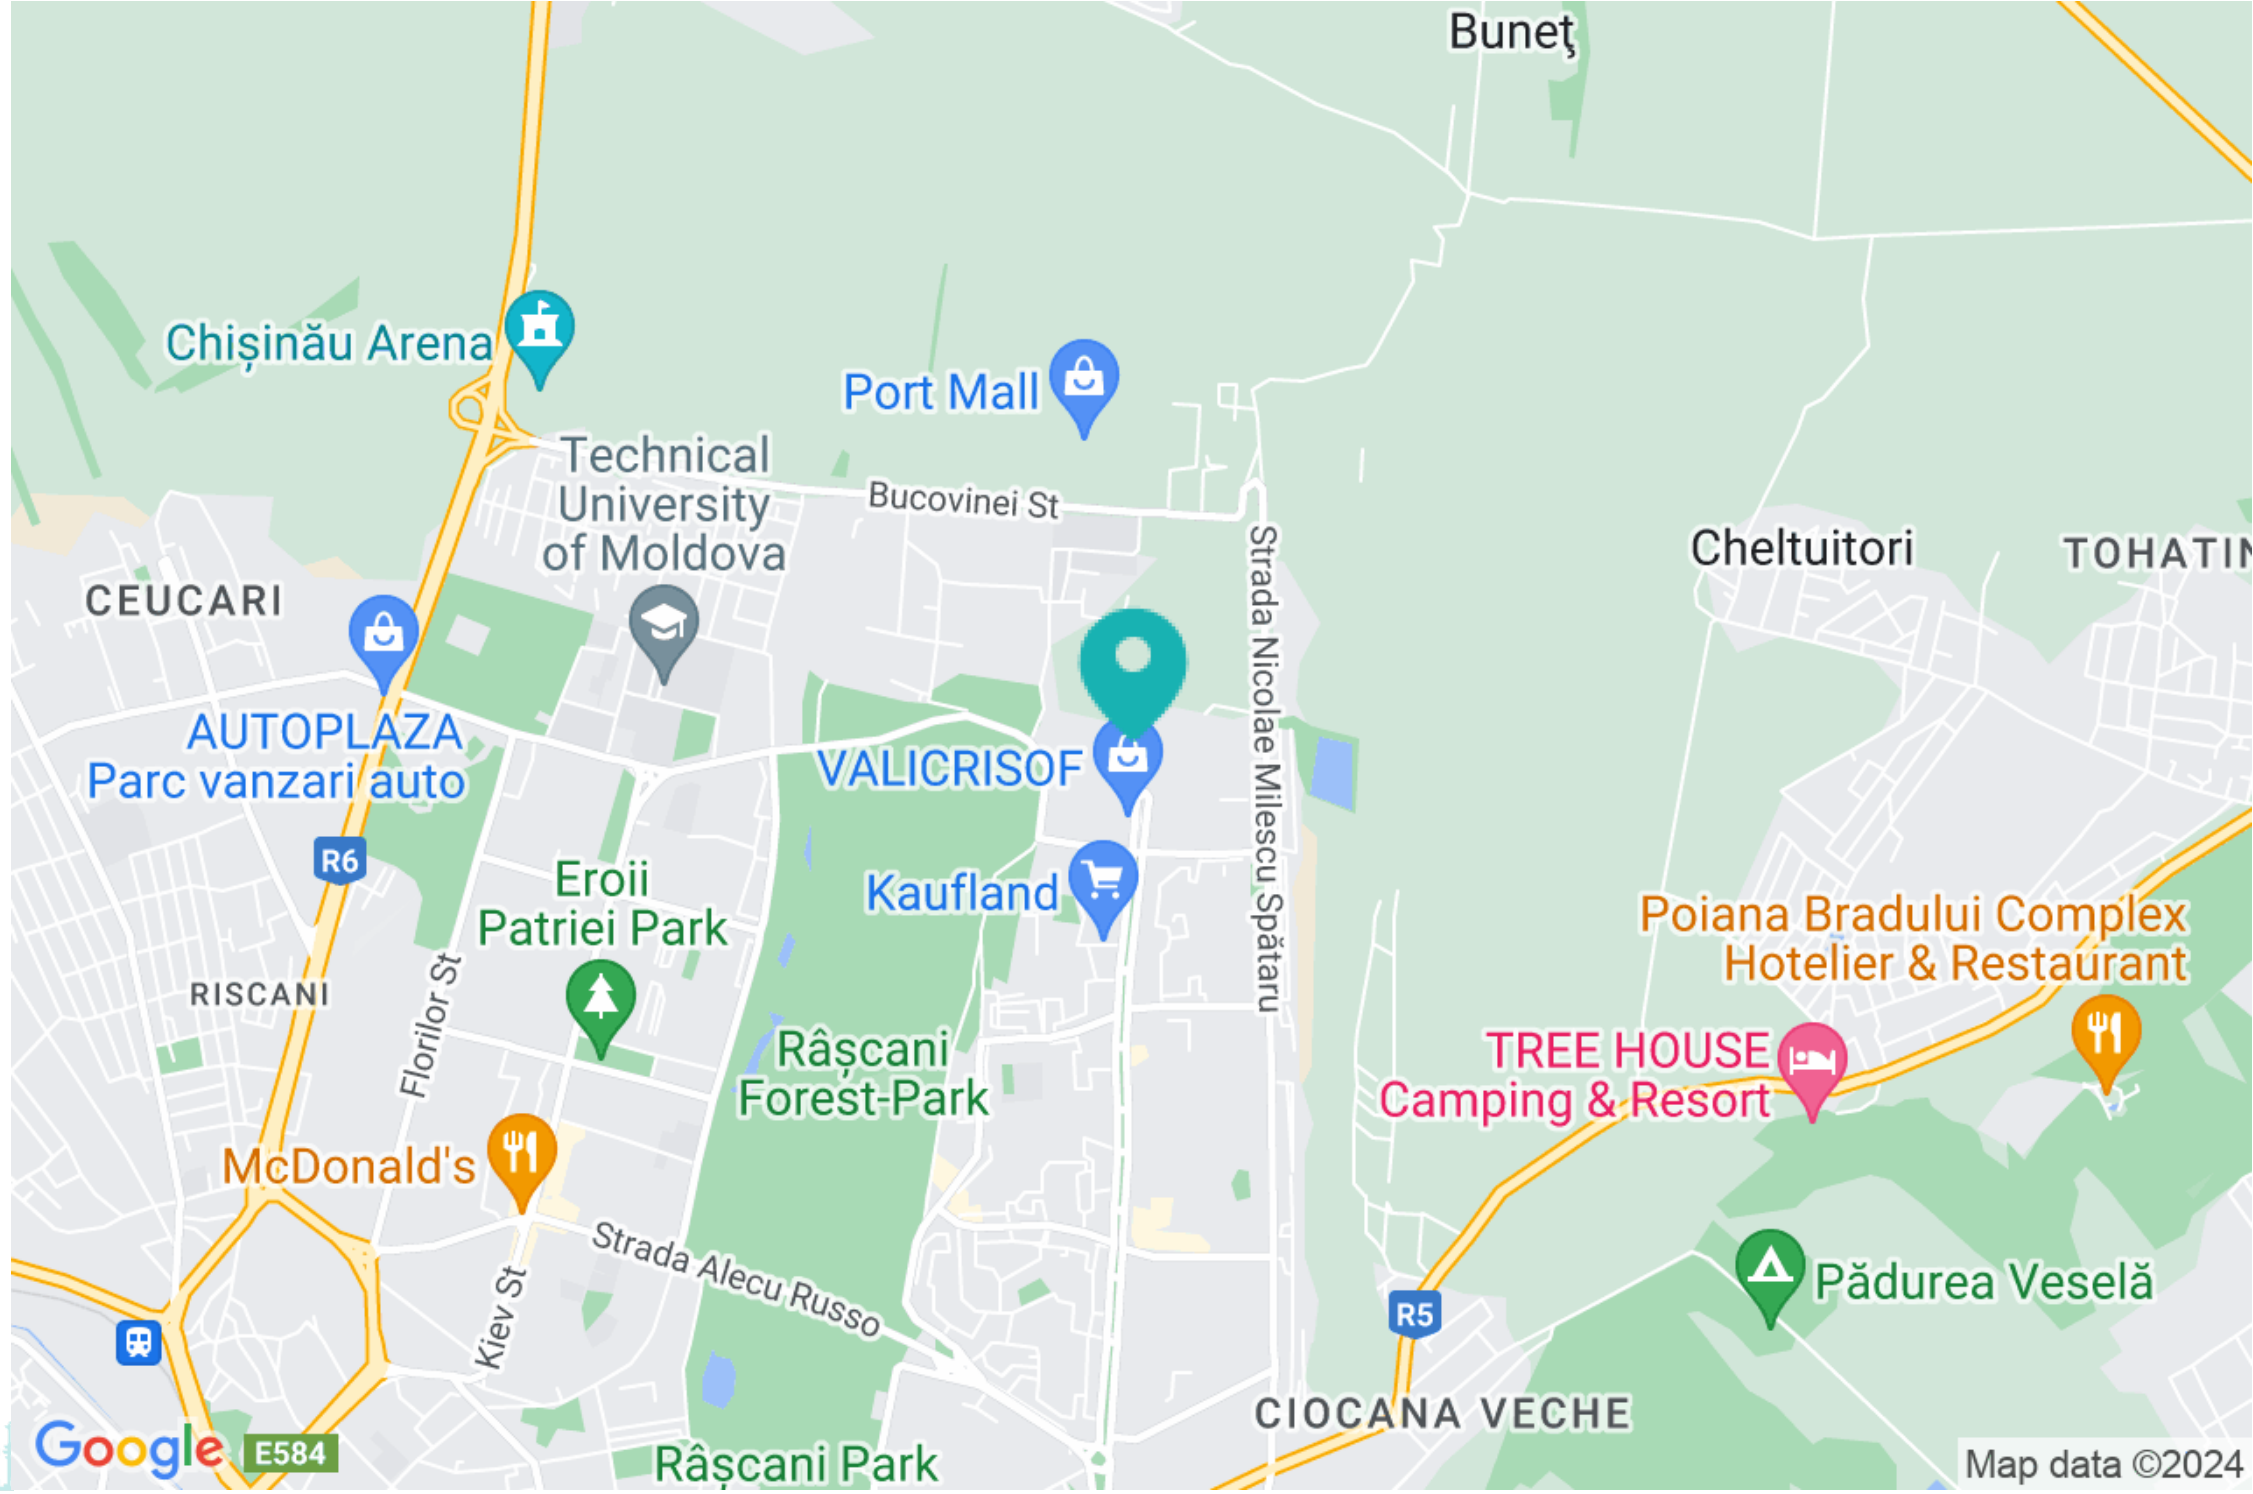 Buneţ
Chișinău Arena
Port Mall
Technical
University
of Moldova
Bucovinei St
Strada Nicolae Milescu Spătaru
Cheltuitori
TOHATIN
CEUCARI
AUTOPLAZA
Parc vanzari auto
VALICRISOF
R6
Eroii
Patriei Park
Kaufland
Poiana Bradului Complex
Hotelier & Restaurant
RISCANI
Florilor St
Râșcani
Forest-Park
TREE HOUSE
Camping & Resort
McDonald's
Strada Alecu Russo
Kiev St
Pădurea Veselă
R5
CIOCANA VECHE
Google
E584
Râșcani Park
Map data ©2024